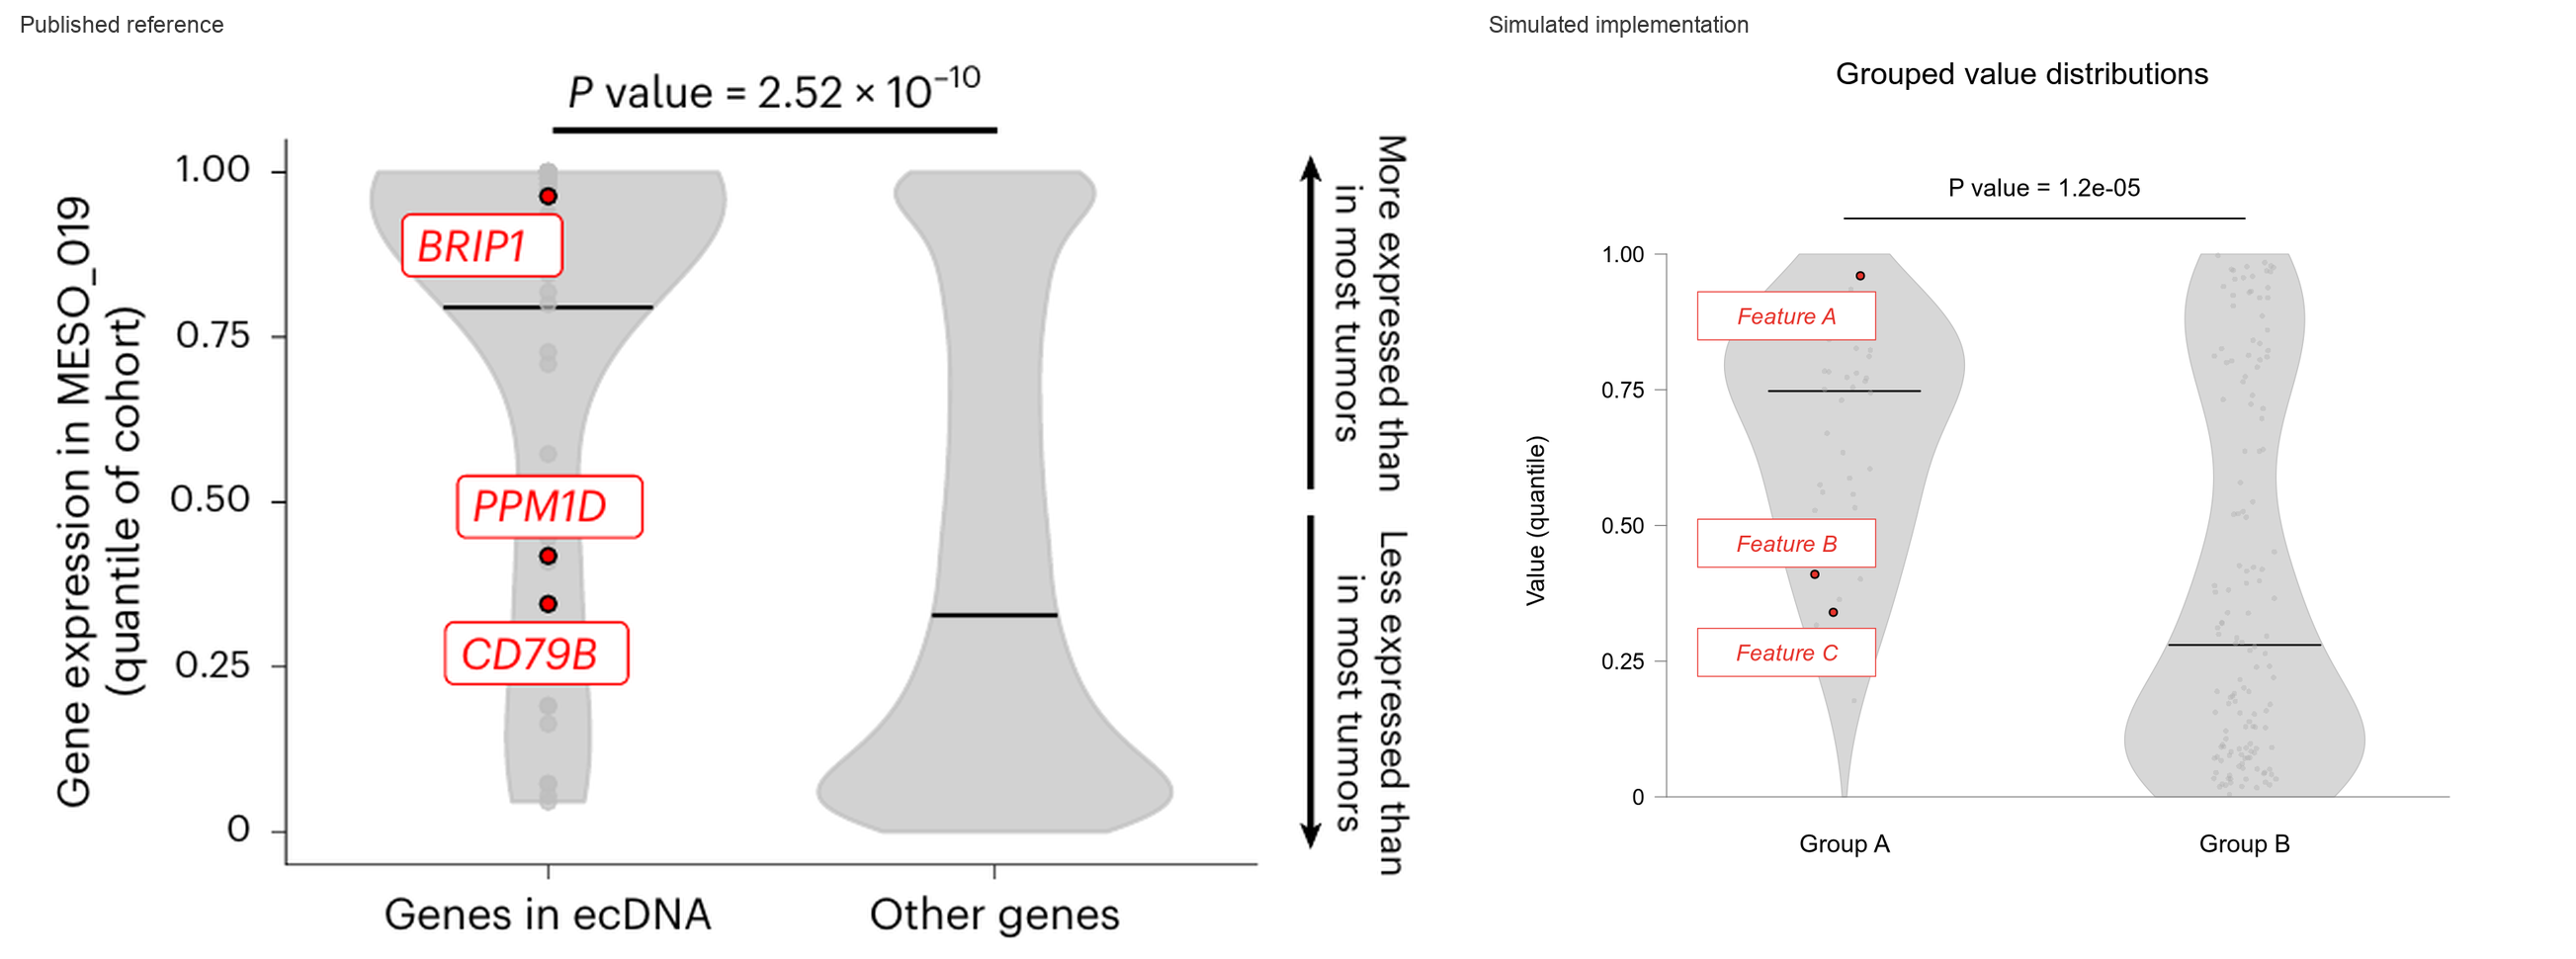 Published reference
P value = 2.52 × 10⁻¹⁰
Gene expression in MESO_019
(quantile of cohort)
1.00
0.75
0.50
0.25
0
BRIP1
PPM1D
CD79B
Genes in ecDNA
Other genes
More expressed than
in most tumors
Less expressed than
in most tumors
Simulated implementation
Grouped value distributions
P value = 1.2e-05
Value (quantile)
1.00
0.75
0.50
0.25
0
Feature A
Feature B
Feature C
Group A
Group B